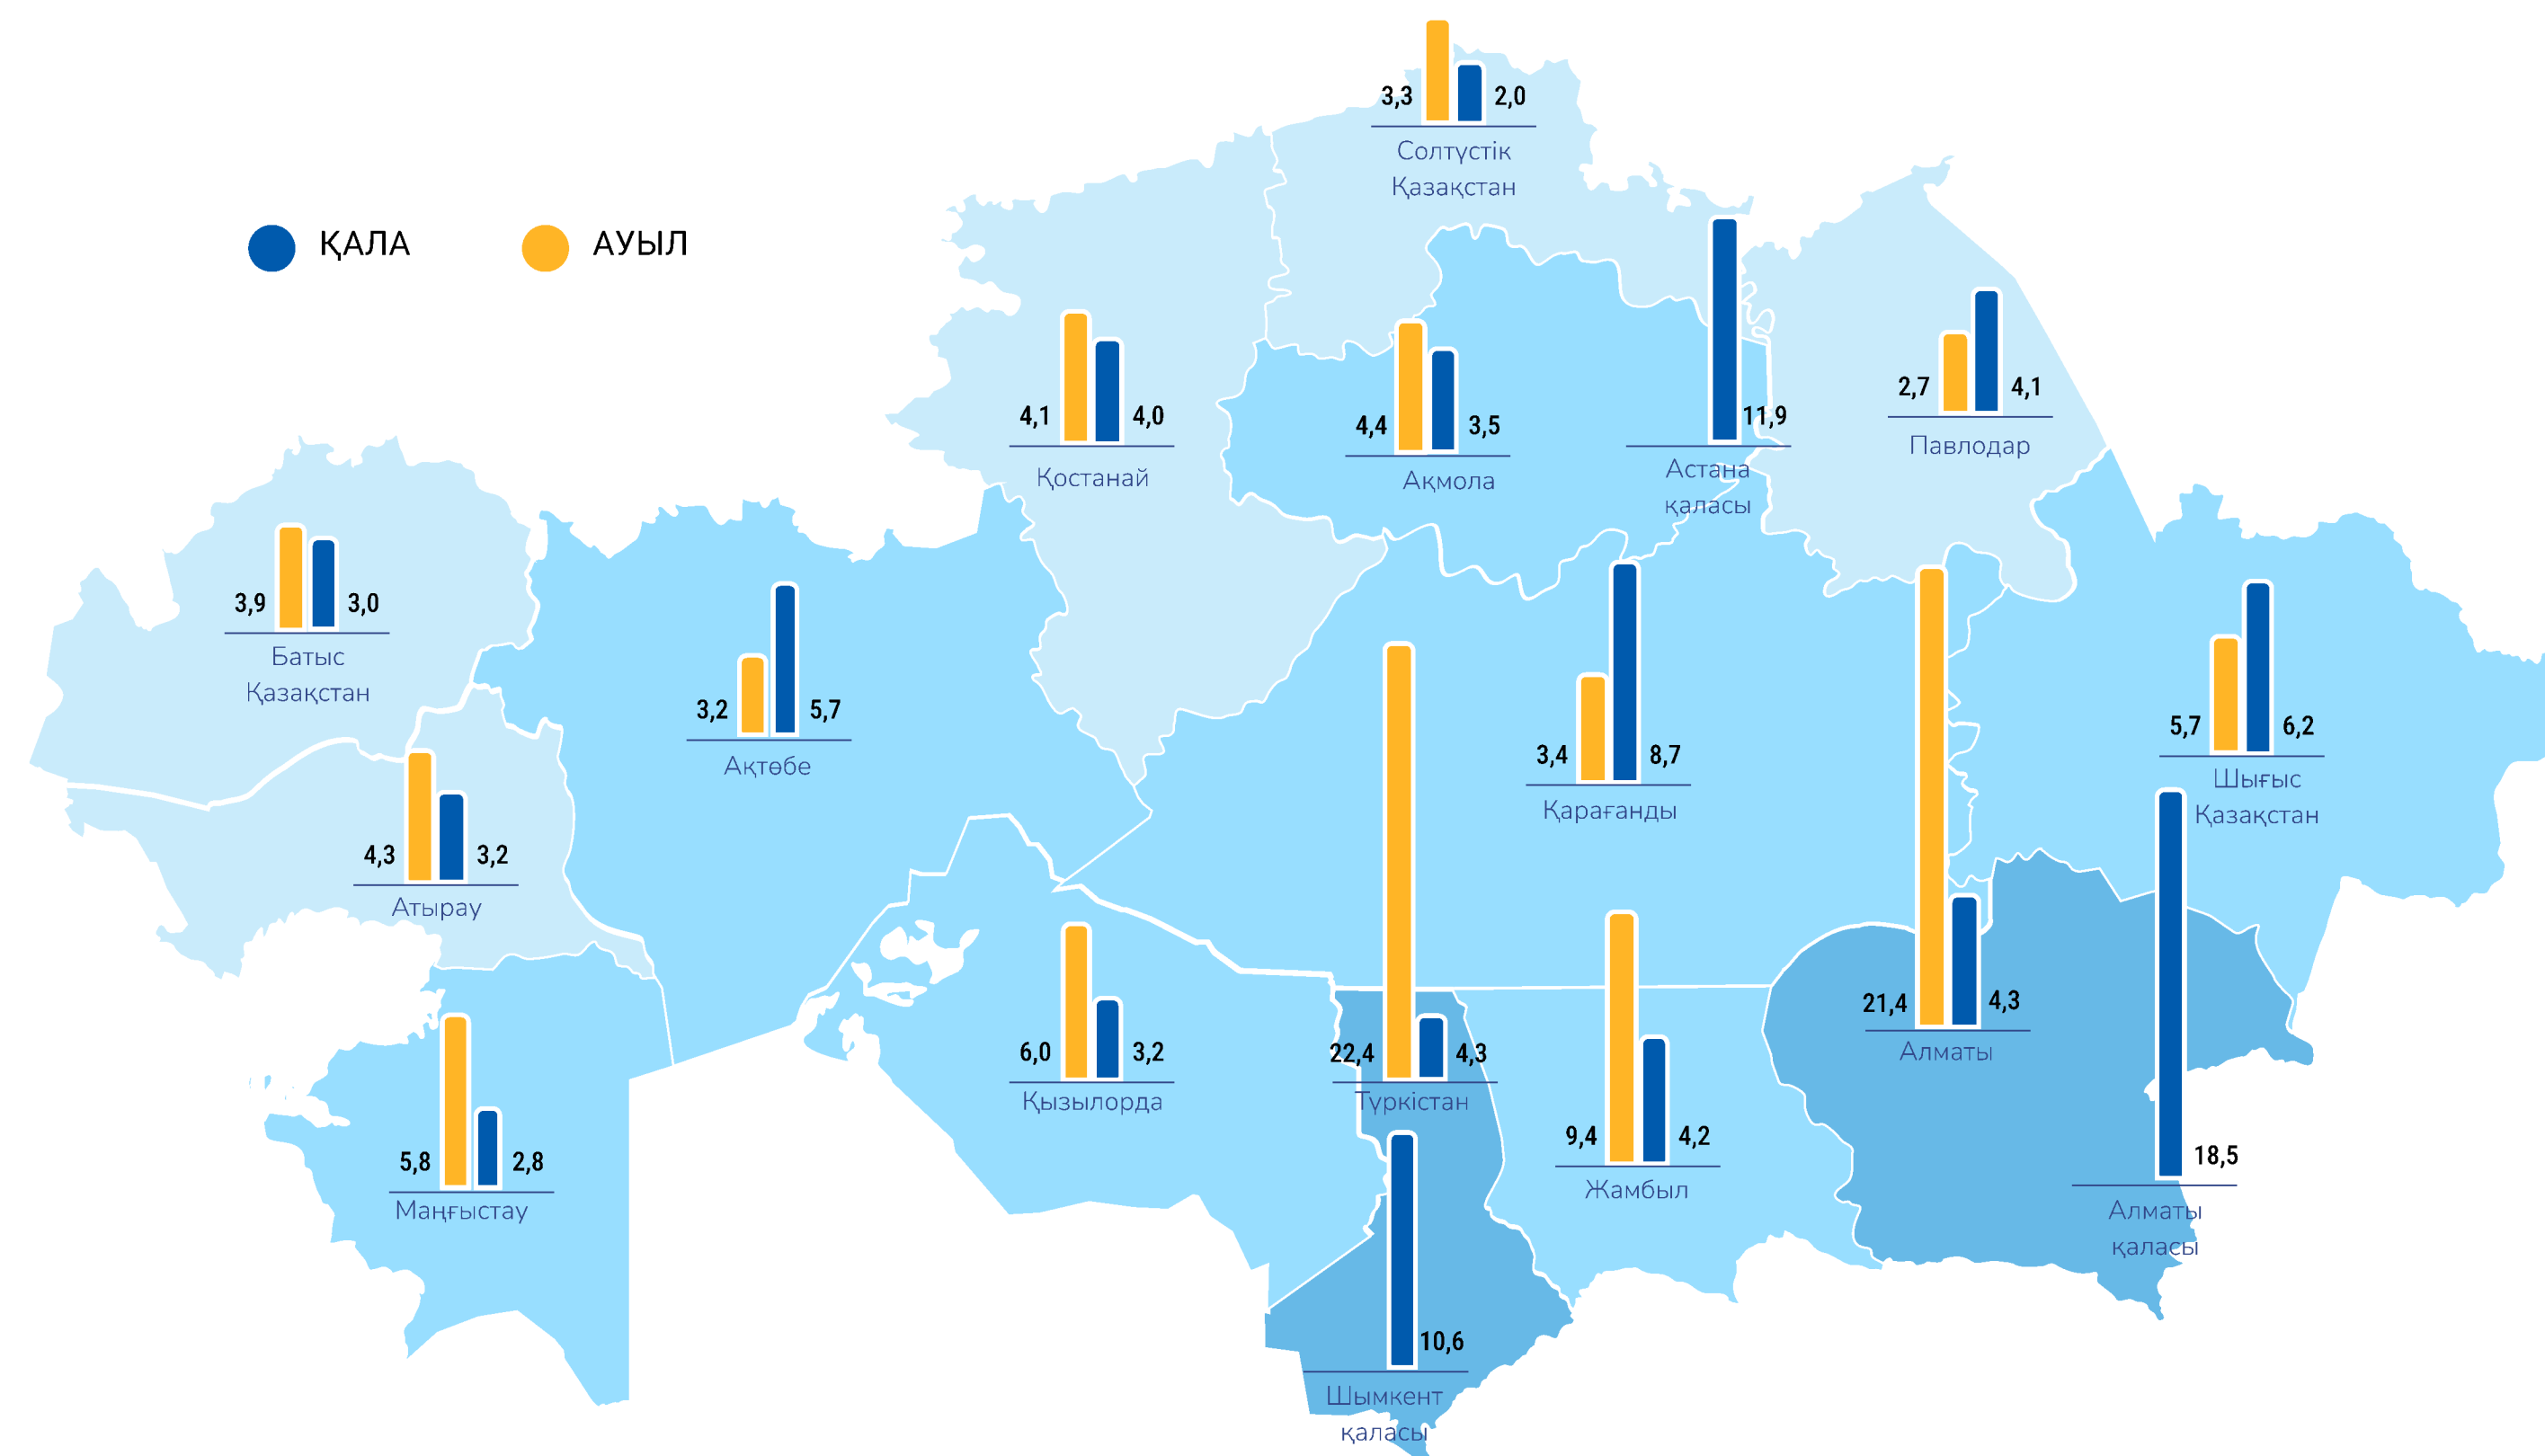 3,3 2,0
Солтүстік
Қазақстан
ҚАЛА АУЫЛ
4,1 4,0
Қостанай
4,4 3,5
Ақмола
11,9
Астана
қаласы
2,7 4,1
Павлодар
3,9 3,0
Батыс
Қазақстан
3,2 5,7
Ақтөбе
3,4 8,7
Қарағанды
5,7 6,2
Шығыс
Қазақстан
4,3 3,2
Атырау
6,0 3,2
Қызылорда
22,4 4,3
Түркістан
21,4 4,3
Алматы
5,8 2,8
Маңғыстау
9,4 4,2
Жамбыл
18,5
Алматы
қаласы
10,6
Шымкент
қаласы